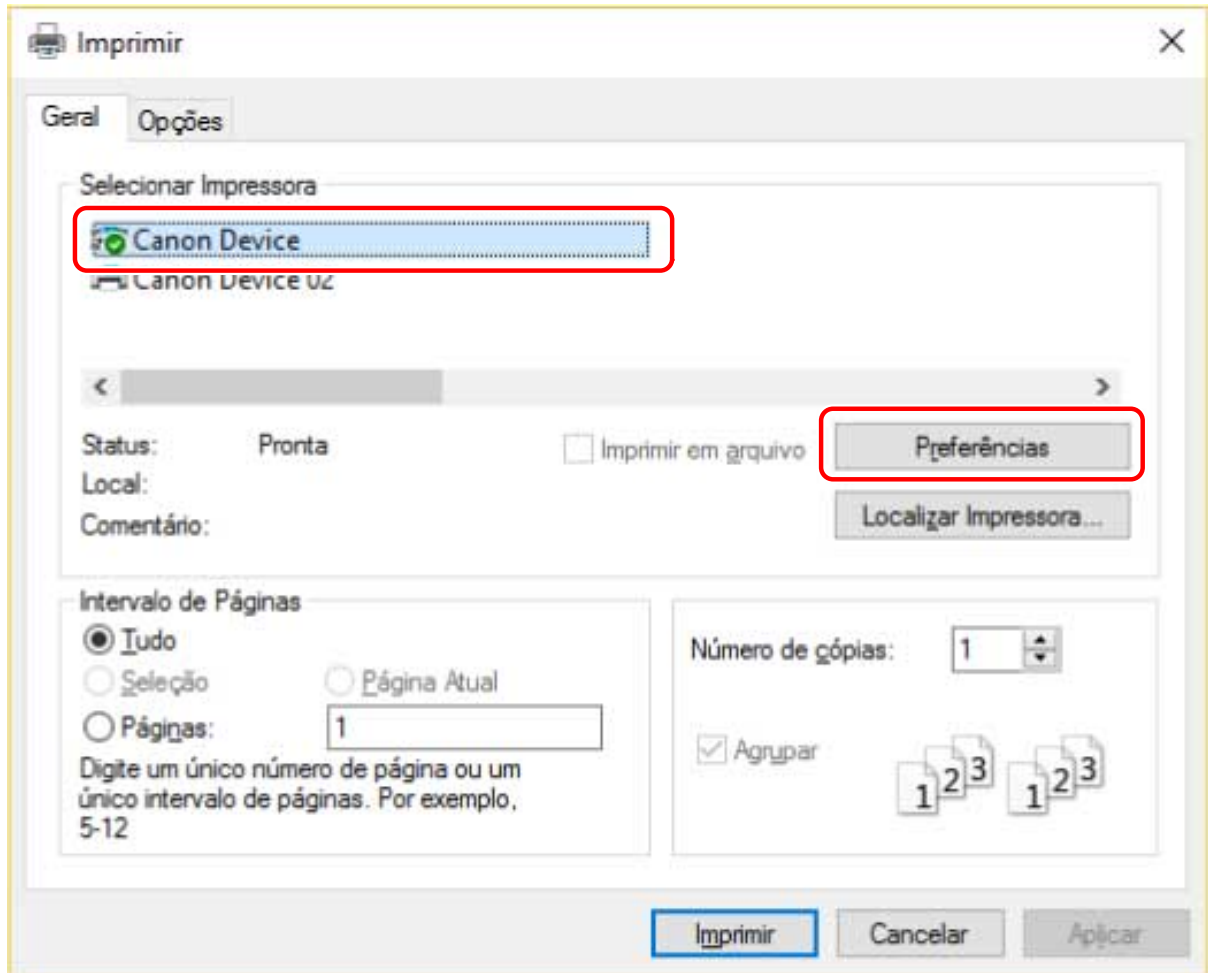 Imprimir
Geral
Opções
Selecionar Impressora
Canon Device
Canon Device 02
Status: Pronta
Imprimir em arquivo
Preferências
Local:
Localizar Impressora...
Comentário:
Intervalo de Páginas
Tudo
Seleção
Página Atual
Páginas: 1
Digite um único número de página ou um
único intervalo de páginas. Por exemplo,
5-12
Número de cópias: 1
Agrupar
1 2 3 1 2 3
Imprimir
Cancelar
Aplicar